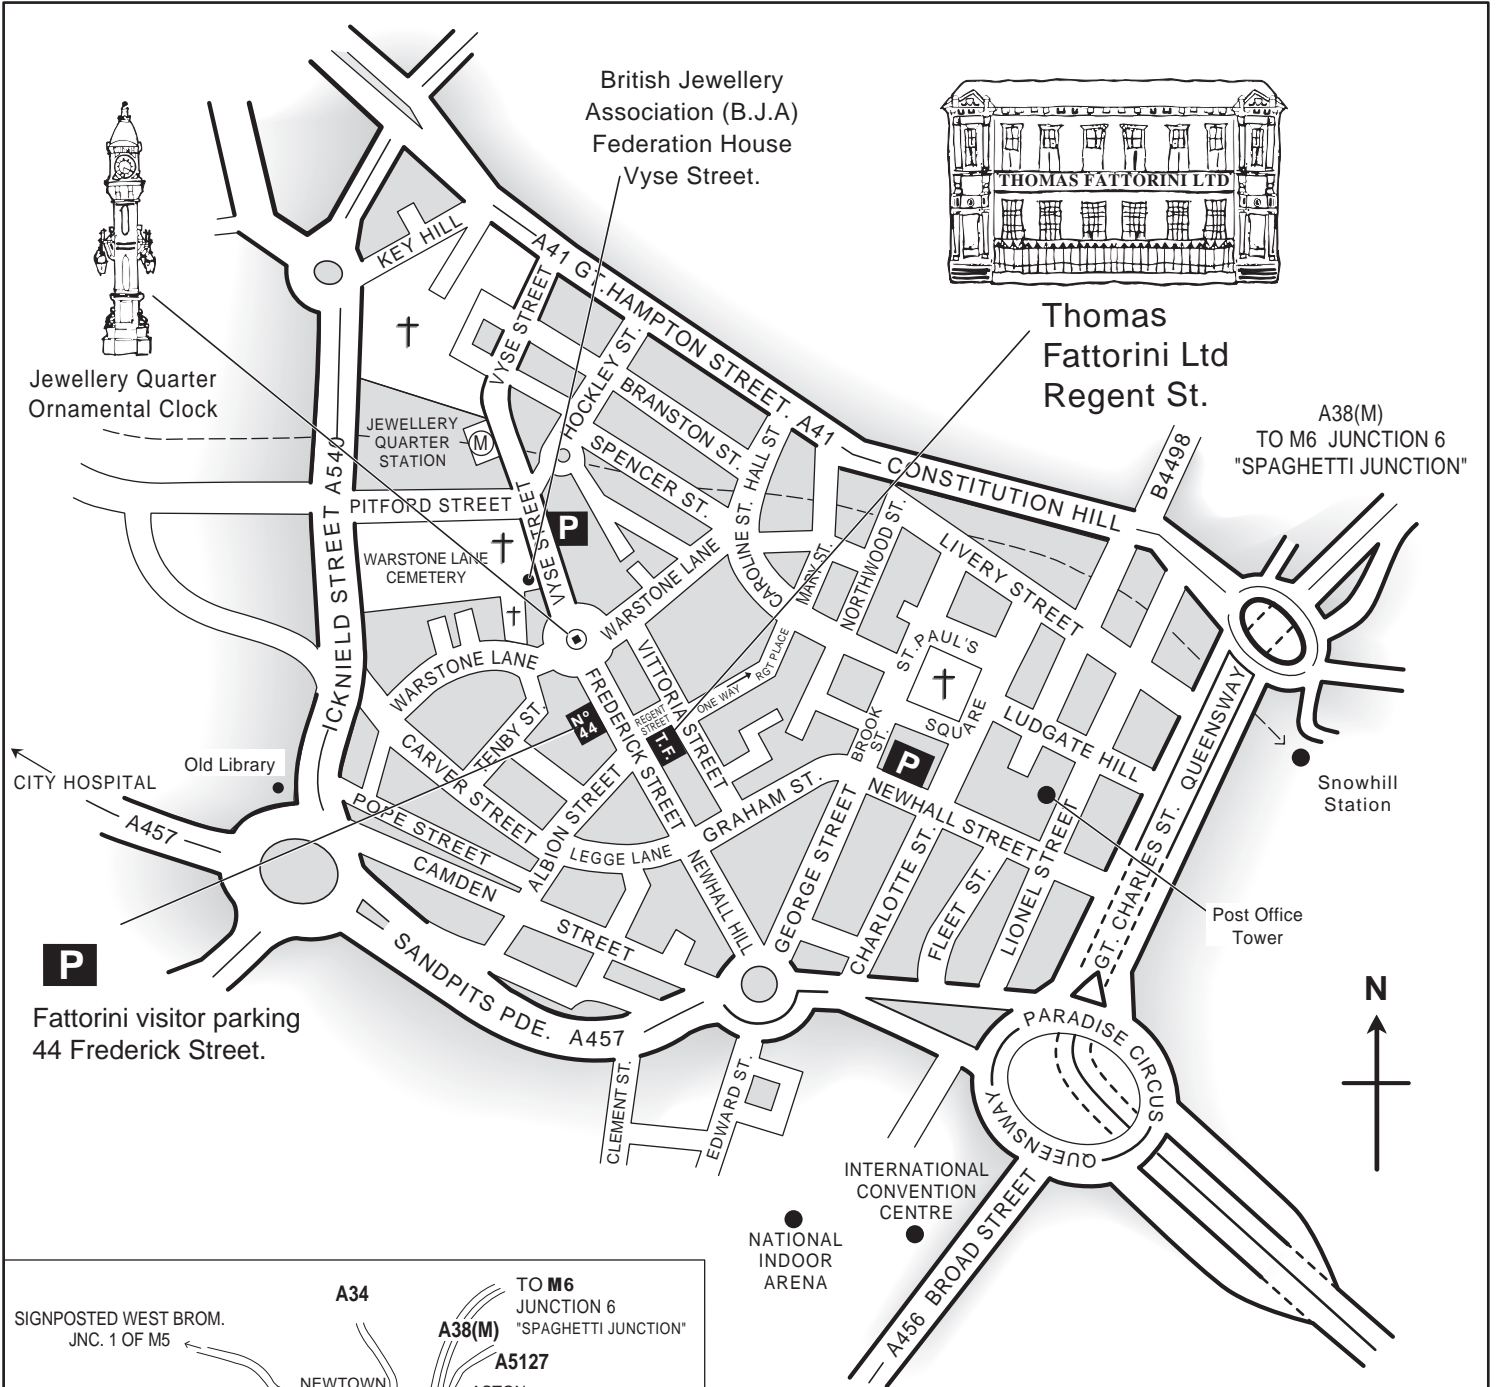 British Jewellery
Association (B.J.A)
Federation House
Vyse Street.
THOMAS FATTORINI LTD
Thomas
Fattorini Ltd
Regent St.
Jewellery Quarter
Ornamental Clock
A38(M)
TO M6 JUNCTION 6
"SPAGHETTI JUNCTION"
KEY HILL
A41 GT.HAMPTON STREET. A41
VYSE STREET
HOCKLEY ST.
BRANSTON ST.
SPENCER ST.
HALL ST
CONSTITUTION HILL
B4498
JEWELLERY
QUARTER
STATION
M
ICKNIELD STREET A540
PITFORD STREET
VYSE STREET
P
WARSTONE LANE
CEMETERY
WARSTONE LANE
CAROLINE ST.
MARY ST.
NORTHWOOD ST.
LIVERY STREET
WARSTONE LANE
VITTORIA STREET
RGT PLACE
ONE WAY
REGENT
STREET
T.F.
Nº
44
FREDERICK STREET
ST. PAUL'S
SQUARE
BROOK
ST.
P
LUDGATE HILL
GT. CHARLES ST. QUEENSWAY
Snowhill
Station
Old Library
CITY HOSPITAL
A457
TENBY ST.
CARVER STREET
ALBION STREET
POPE STREET
CAMDEN STREET
LEGGE LANE
GRAHAM ST.
NEWHALL STREET
NEWHALL HILL
GEORGE STREET
CHARLOTTE ST.
FLEET ST.
LIONEL STREET
Post Office
Tower
SANDPITS PDE. A457
P
Fattorini visitor parking
44 Frederick Street.
N
PARADISE CIRCUS
QUEENSWAY
CLEMENT ST.
EDWARD ST.
INTERNATIONAL
CONVENTION
CENTRE
NATIONAL
INDOOR
ARENA
A456 BROAD STREET
SIGNPOSTED WEST BROM.
JNC. 1 OF M5
A34
TO M6
JUNCTION 6
"SPAGHETTI JUNCTION"
A38(M)
A5127
NEWTOWN